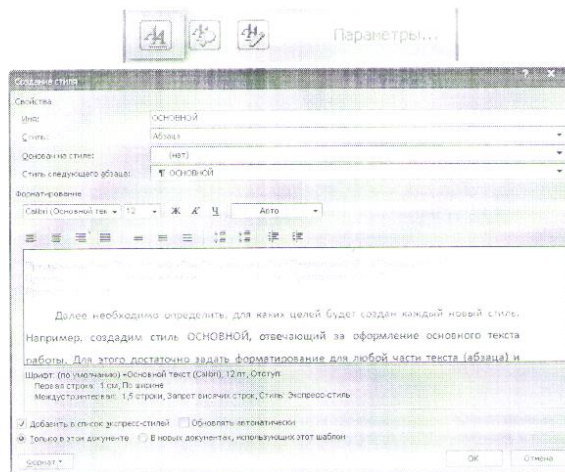 Параметры...
Создание стиля
Свойства
Имя: ОСНОВНОЙ
Стиль: Абзаца
Основан на стиле: (нет)
Стиль следующего абзаца: ¶ ОСНОВНОЙ
Форматирование
Calibri (Основной тек 12 Ж К Ч Авто
Далее необходимо определить, для каких целей будет создан каждый новый стиль.
Например, создадим стиль ОСНОВНОЙ, отвечающий за оформление основного текста
работы. Для этого достаточно задать форматирование для любой части текста (абзаца) и
Шрифт: (по умолчанию) +Основной текст (Calibri), 12 пт, Отступ:
Первая строка: 1 см, По ширине
Междустр.интервал: 1,5 строки, Запрет висячих строк, Стиль: Экспресс-стиль
Добавить в список экспресс-стилей Обновлять автоматически
Только в этом документе В новых документах, использующих этот шаблон
Формат ОК Отмена